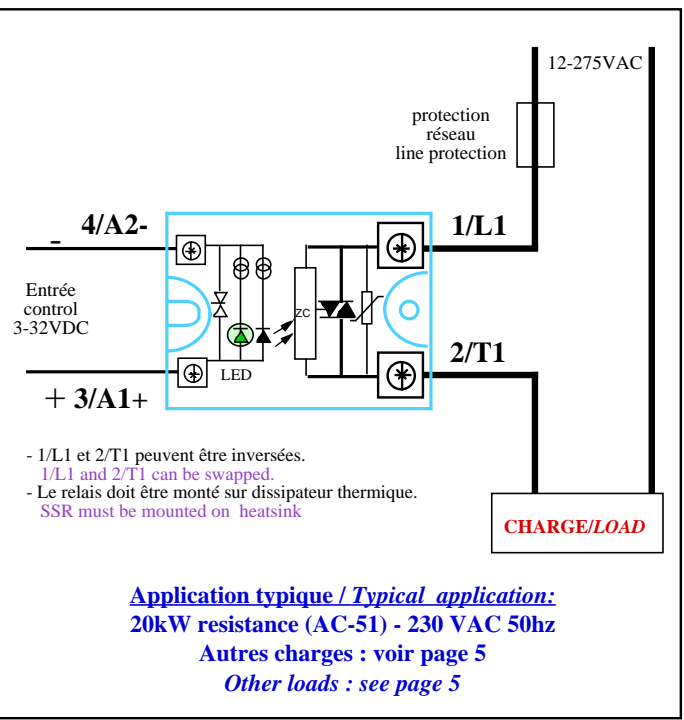 12-275VAC
protection
réseau
line protection
4/A2-
1/L1
-
Entrée
control
3-32VDC
ZC
LED
2/T1
+ 3/A1+
- 1/L1 et 2/T1 peuvent être inversées.
1/L1 and 2/T1 can be swapped.
- Le relais doit être monté sur dissipateur thermique.
SSR must be mounted on heatsink
CHARGE/LOAD
Application typique / Typical application:
20kW resistance (AC-51) - 230 VAC 50hz
Autres charges : voir page 5
Other loads : see page 5